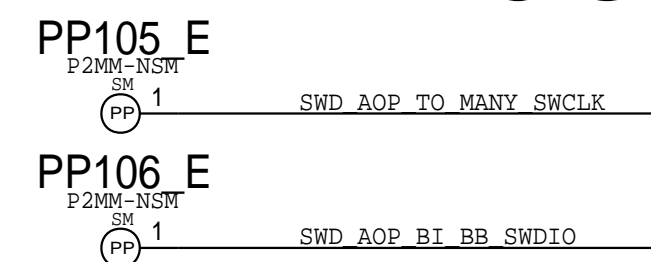 PP105_E
P2MM-NSM
SM
PP 1 SWD_AOP_TO_MANY_SWCLK
PP106_E
P2MM-NSM
SM
PP 1 SWD_AOP_BI_BB_SWDIO